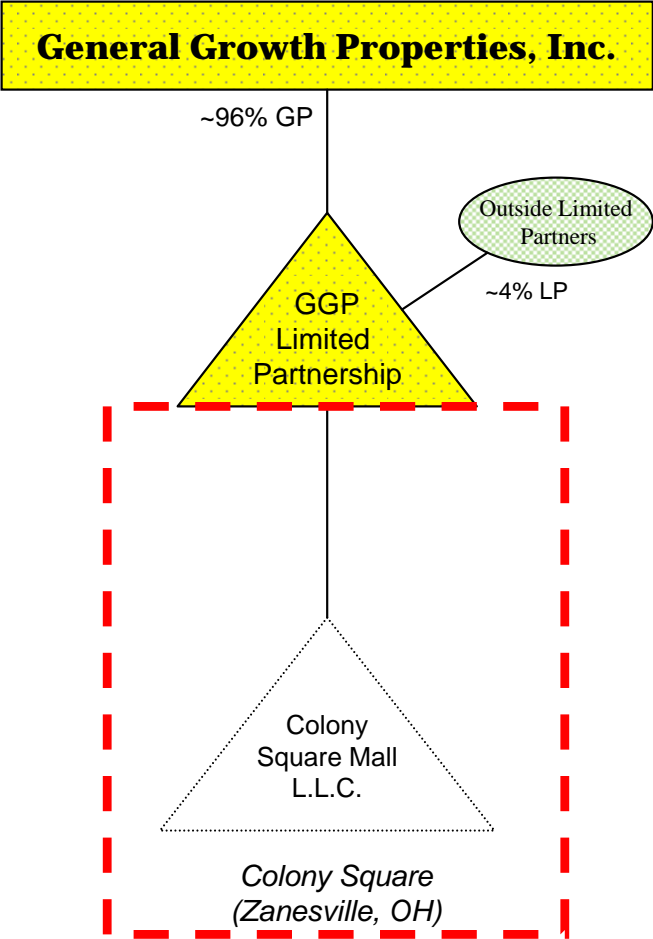 General Growth Properties, Inc.
~96% GP
Outside Limited
Partners
~4% LP
GGP
Limited
Partnership
Colony
Square Mall
L.L.C.
Colony Square
(Zanesville, OH)